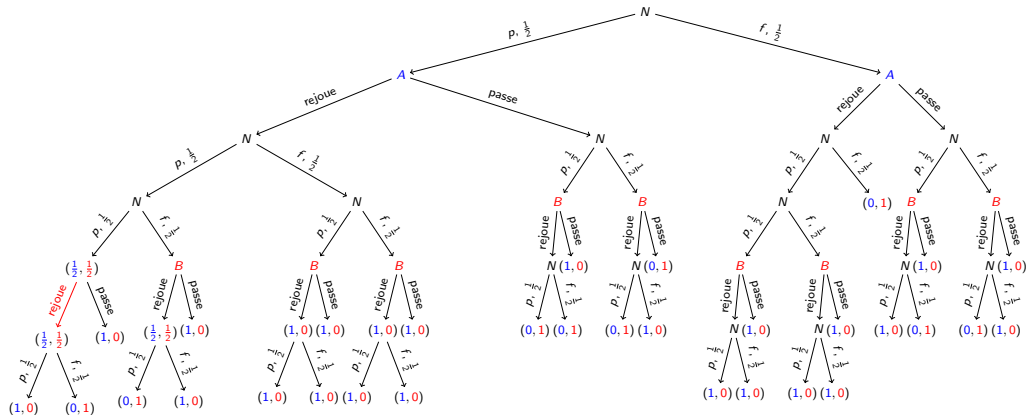 N
p, 1/2 f, 1/2
A A
rejoue passe rejoue passe
N N N N
p, 1/2 f, 1/2 p, 1/2 f, 1/2 p, 1/2 f, 1/2 p, 1/2 f, 1/2
N N B B N (0, 1) B B
p, 1/2 f, 1/2 p, 1/2 f, 1/2 rejoue passe rejoue passe p, 1/2 f, 1/2 rejoue passe rejoue passe
(1/2, 1/2) B B B N (1, 0) N (0, 1) B B N (1, 0) N (1, 0)
rejoue passe rejoue passe rejoue passe rejoue passe p, 1/2 f, 1/2 p, 1/2 f, 1/2 rejoue passe rejoue passe p, 1/2 f, 1/2 p, 1/2 f, 1/2
(1/2, 1/2) (1, 0) (1/2, 1/2) (1, 0) (1, 0) (1, 0) (1, 0) (1, 0) (0, 1) (0, 1) (0, 1) (1, 0) N (1, 0) N (1, 0) (1, 0) (0, 1) (0, 1) (1, 0)
p, 1/2 f, 1/2 p, 1/2 f, 1/2 p, 1/2 f, 1/2 p, 1/2 f, 1/2 p, 1/2 f, 1/2 p, 1/2 f, 1/2
(1, 0) (0, 1) (0, 1) (1, 0) (1, 0) (1, 0) (1, 0) (1, 0) (1, 0) (1, 0) (1, 0) (1, 0)